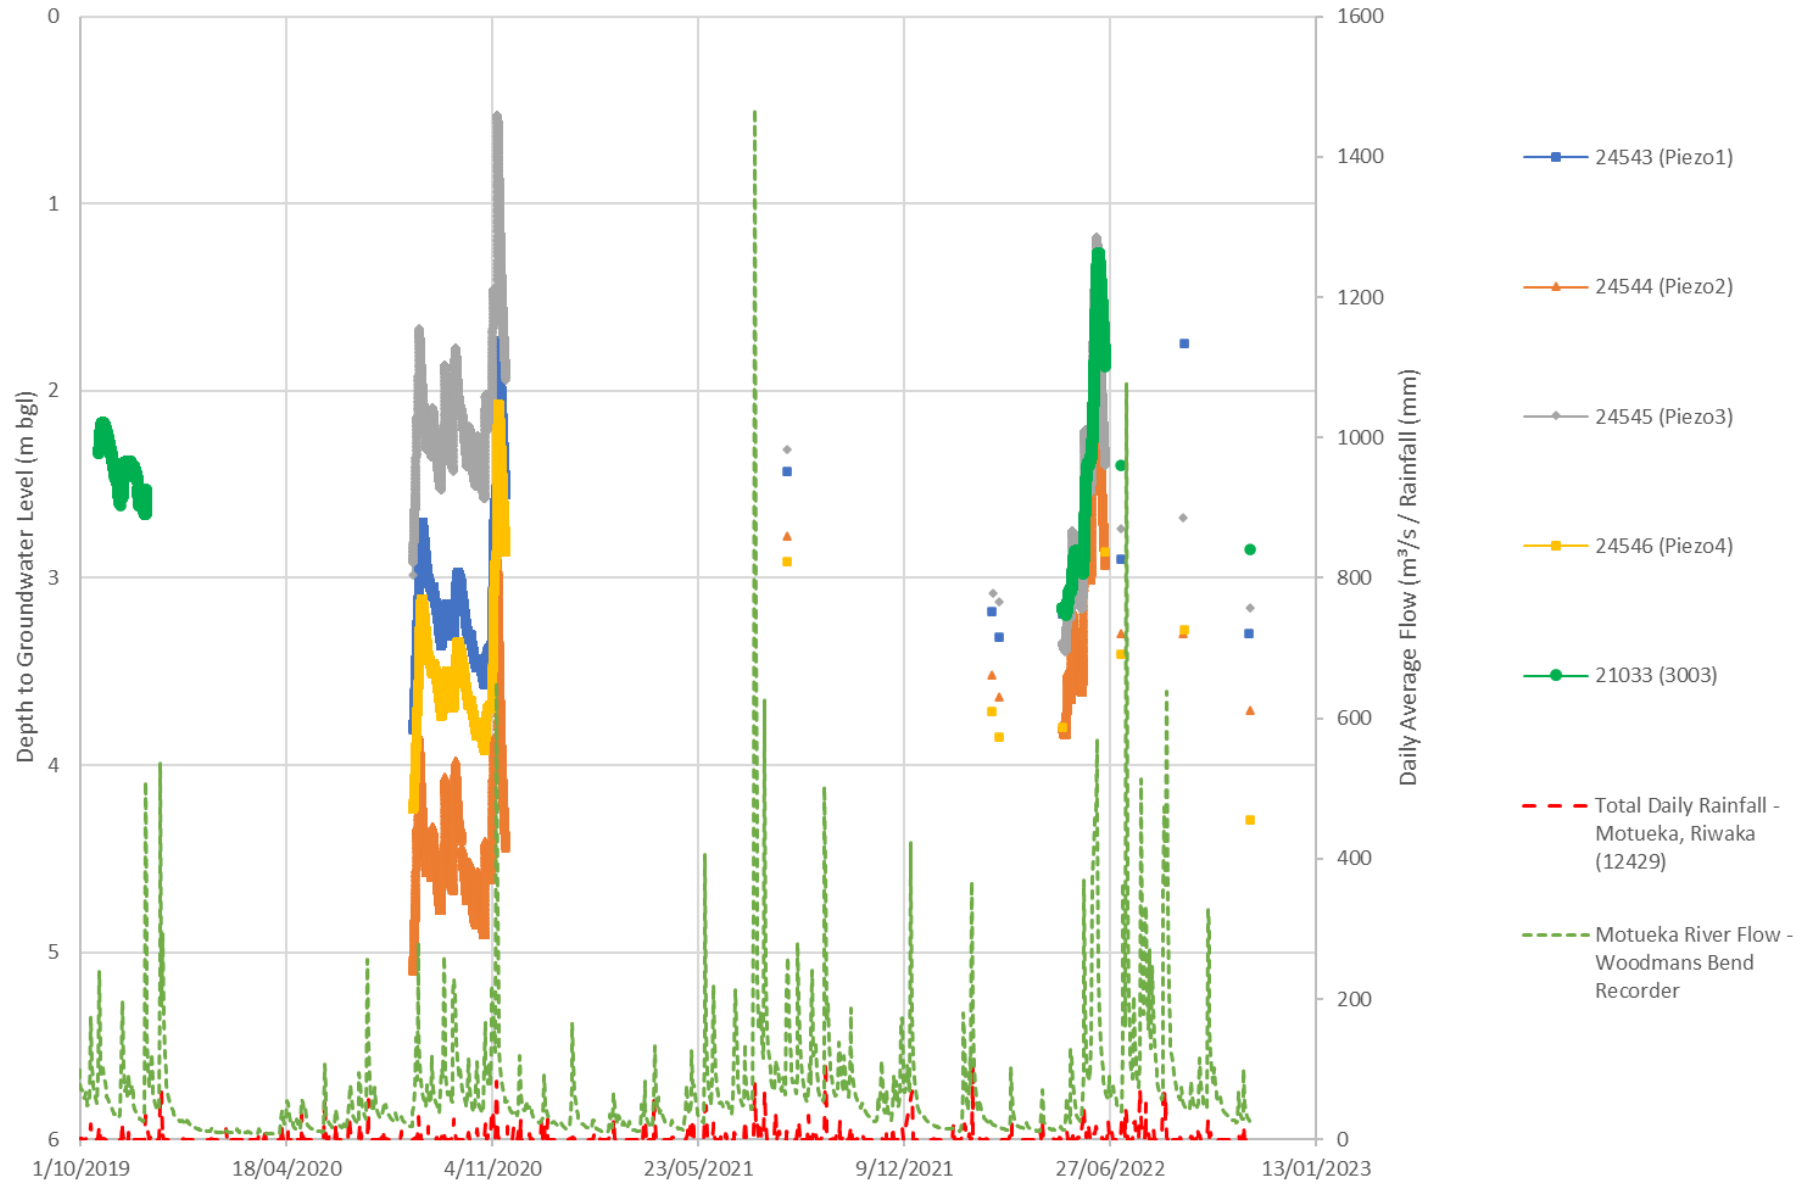 0
1
2
3
4
5
6
Depth to Groundwater Level (m bgl)
1/10/2019
18/04/2020
4/11/2020
23/05/2021
9/12/2021
27/06/2022
13/01/2023
1600
1400
1200
1000
800
600
400
200
0
Daily Average Flow (m³/s / Rainfall (mm)
24543 (Piezo1)
24544 (Piezo2)
24545 (Piezo3)
24546 (Piezo4)
21033 (3003)
Total Daily Rainfall -
Motueka, Riwaka
(12429)
Motueka River Flow -
Woodmans Bend
Recorder